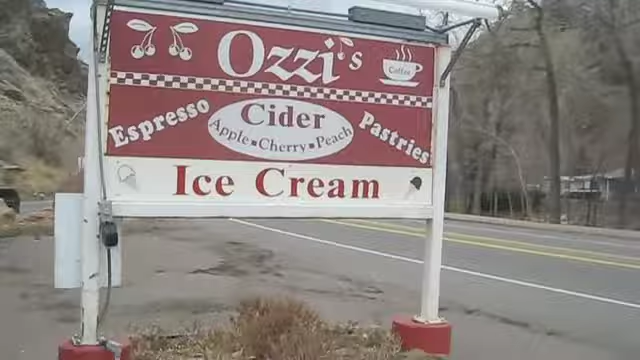 Ozzi's
Coffee
Espresso
Cider
Apple▪Cherry▪Peach
Pastries
Ice Cream